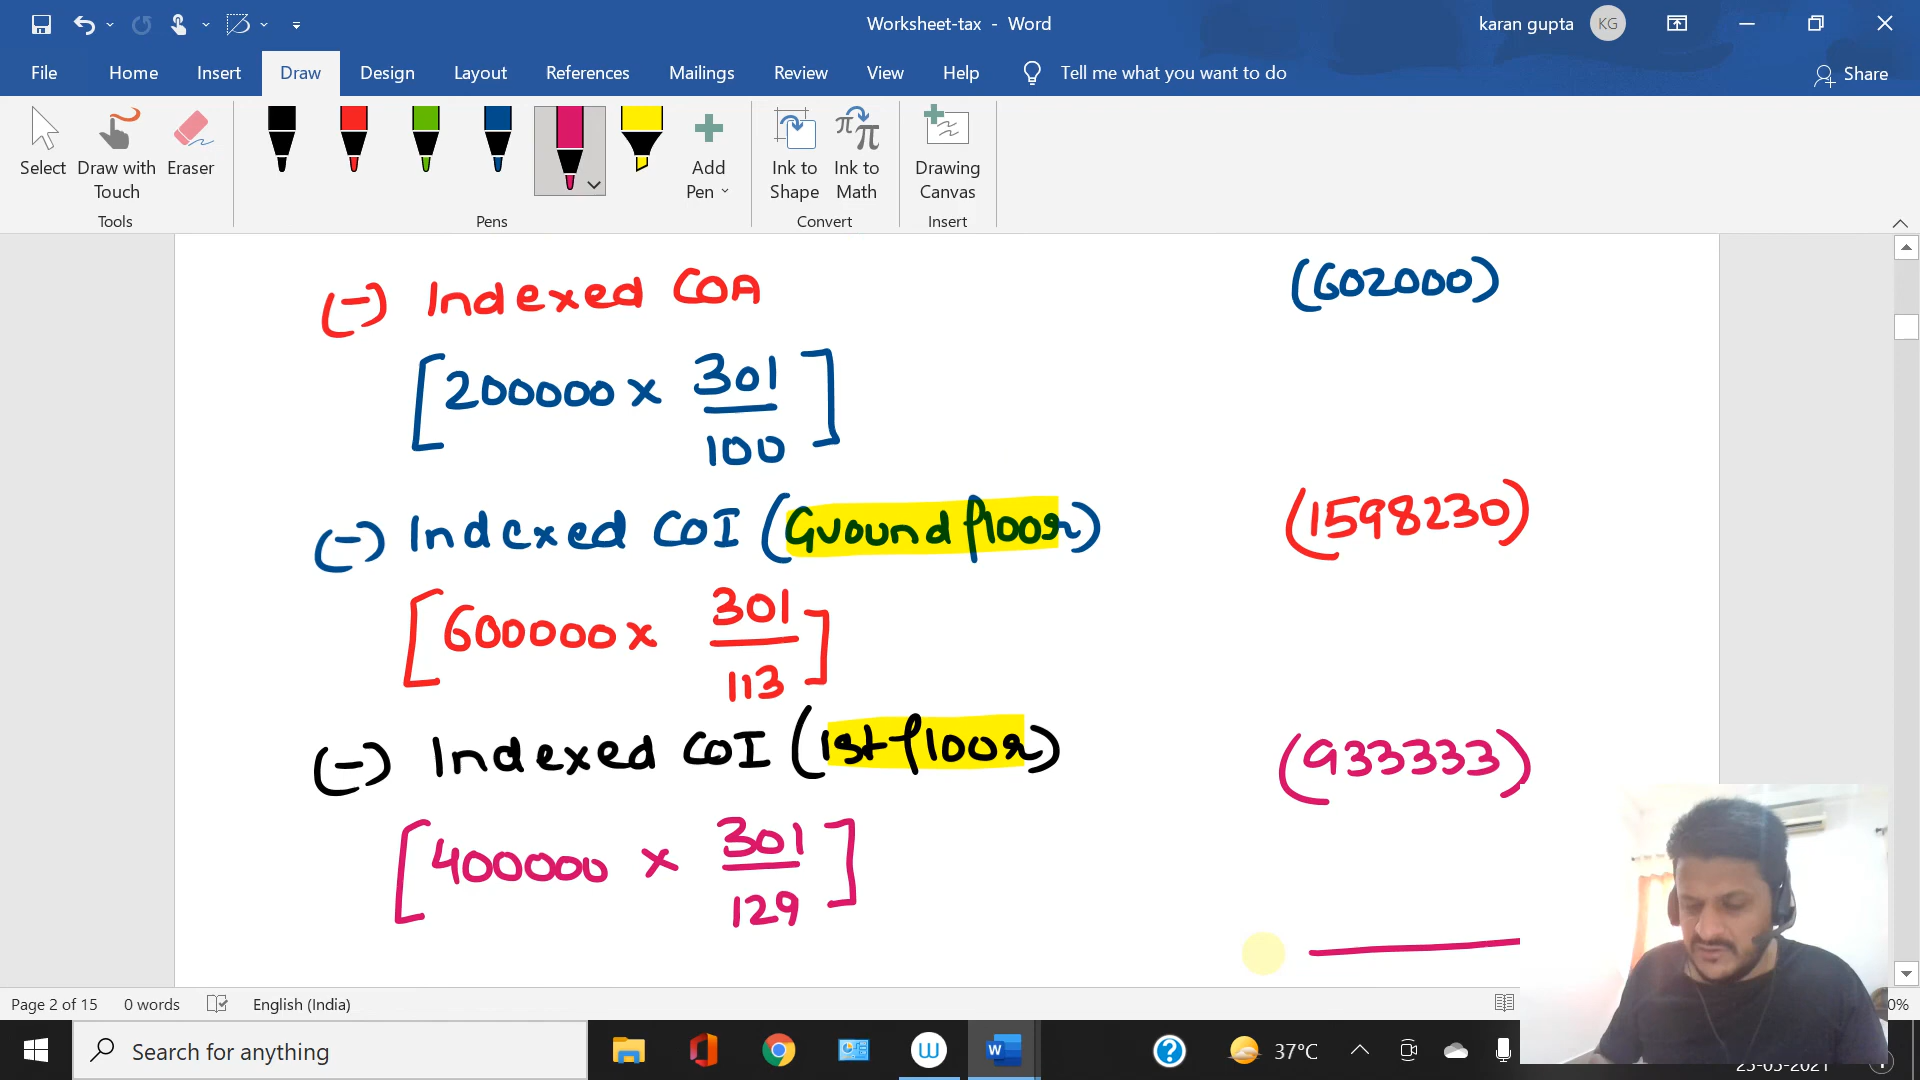 Worksheet-tax - Word
karan gupta
KG
File
Home
Insert
Draw
Design
Layout
References
Mailings
Review
View
Help
Tell me what you want to do
Share
Select
Draw with Touch
Eraser
Add Pen
Ink to Shape
Ink to Math
Drawing Canvas
Tools
Pens
Convert
Insert
(-) Indexed COA (602000)
[200000 x 301
100]
(-) Indexed COI (Ground floor) (1598230)
[600000 x 301
113]
(-) Indexed COI (1st floor) (933333)
[400000 x 301
129]
Page 2 of 15
0 words
English (India)
0%
Search for anything
37°C